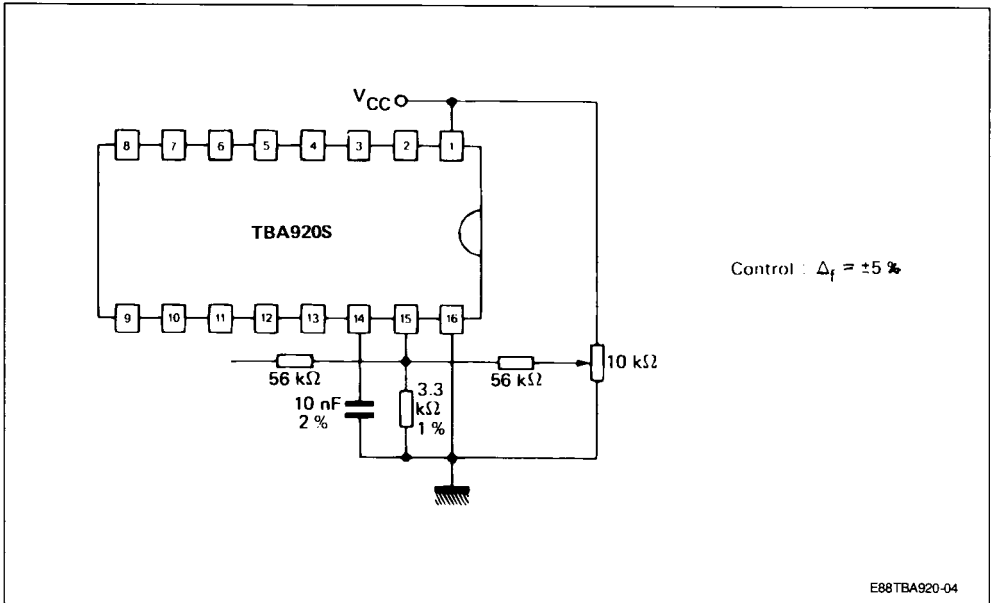 V_CC
8 7 6 5 4 3 2 1
TBA920S
Control : Δf = ±5 %
9 10 11 12 13 14 15 16
56 kΩ
56 kΩ
10 kΩ
10 nF
2 %
3.3
kΩ
1 %
E88TBA920-04